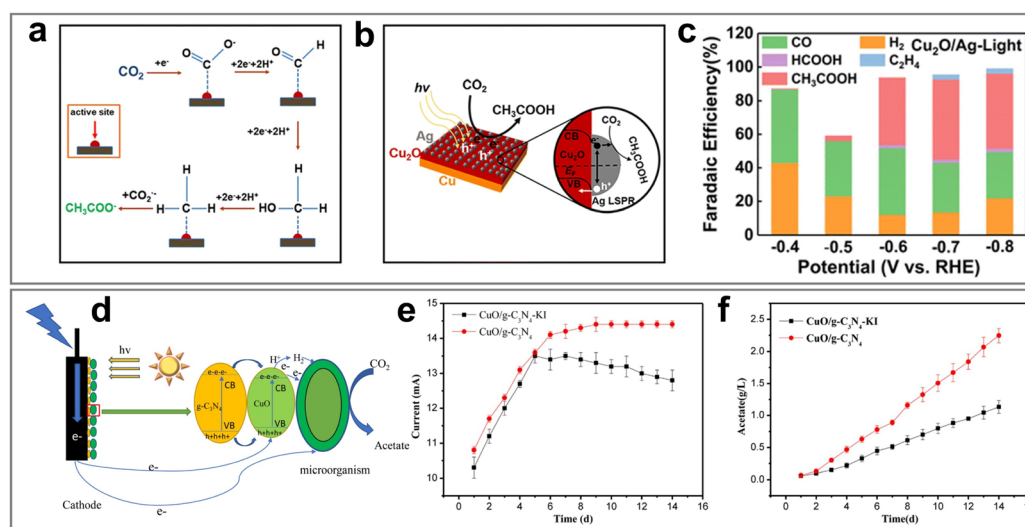 a
CO2
+e-
O
O-
+2e-+2H+
O
H
active site
+2e-+2H+
H
H
CH3COO-
+CO2·-
H
C
H
+2e-+2H+
HO
C
H
b
hv
CO2
CH3COOH
Ag
e-
e-
h+
h+
Cu2O
Cu
CB
e-
CO2
CH3COOH
Cu2O
EF
VB
h+
Ag LSPR
c
Faradaic Efficiency(%)
100
80
60
40
20
0
CO
H2
Cu2O/Ag-Light
HCOOH
C2H4
CH3COOH
-0.4
-0.5
-0.6
-0.7
-0.8
Potential (V vs. RHE)
d
hv
e-
Cathode
e-e-e-
CB
g-C3N4
VB
h+h+h+
H+
H2
e-
e-
e-e-e-
CB
CuO
VB
h+h+h+
microorganism
CO2
Acetate
e-
e-
e
Current (mA)
15
14
13
12
11
10
CuO/g-C3N4-KI
CuO/g-C3N4
0 2 4 6 8 10 12 14 16
Time (d)
f
Acetate(g/L)
2.5
2.0
1.5
1.0
0.5
0.0
CuO/g-C3N4-KI
CuO/g-C3N4
0 2 4 6 8 10 12 14 16
Time(d)